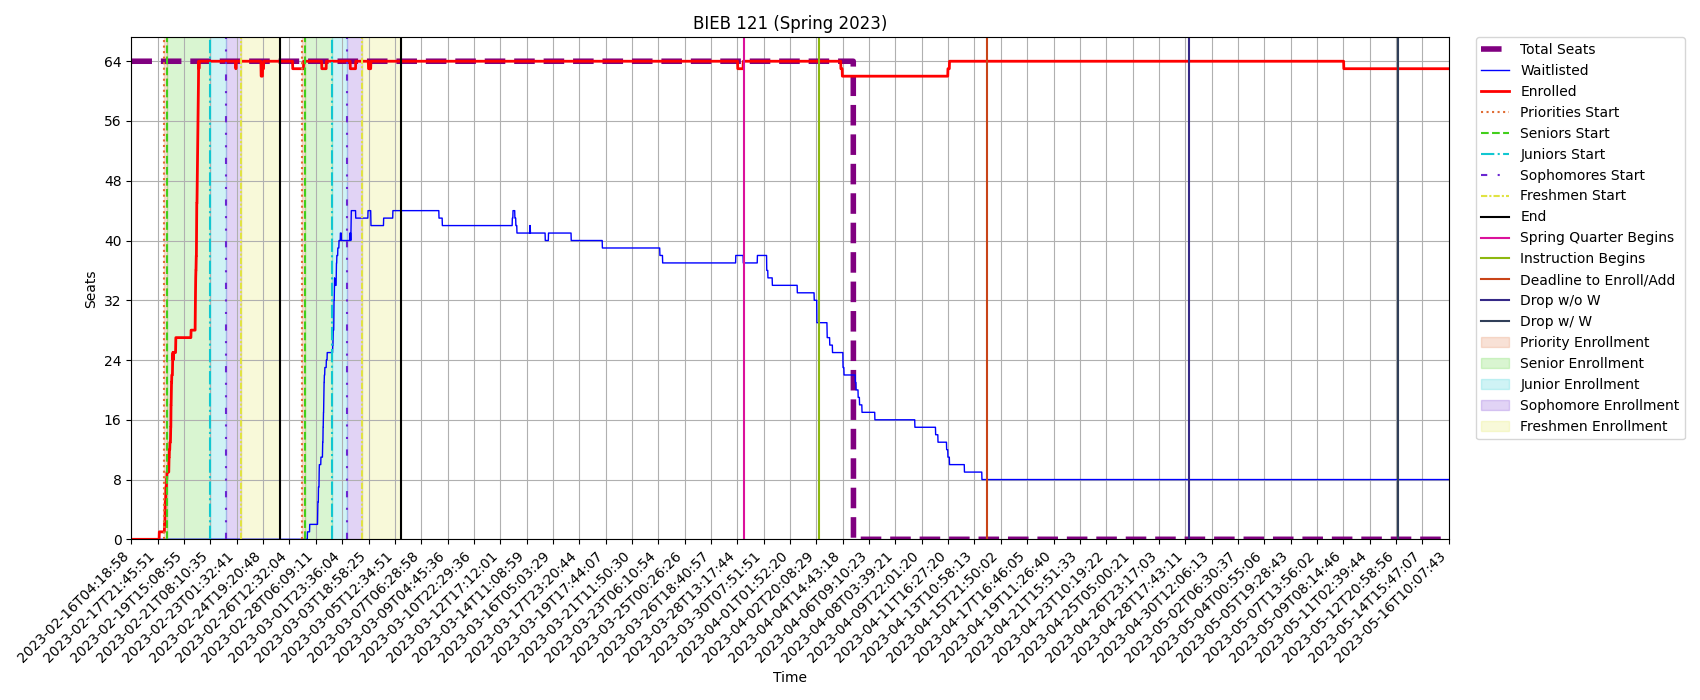 BIEB 121 (Spring 2023)
Seats
64
56
48
40
32
24
16
8
0
2023-02-16T04:18:58
2023-02-17T21:45:51
2023-02-19T15:08:55
2023-02-21T08:10:35
2023-02-23T01:32:41
2023-02-24T19:20:48
2023-02-26T12:32:04
2023-02-28T06:09:11
2023-03-01T23:36:04
2023-03-03T18:58:25
2023-03-05T12:34:51
2023-03-07T06:28:58
2023-03-09T04:45:36
2023-03-10T22:29:36
2023-03-12T17:12:01
2023-03-14T11:08:59
2023-03-16T05:03:29
2023-03-17T23:20:44
2023-03-19T17:44:07
2023-03-21T11:50:30
2023-03-23T06:10:54
2023-03-25T00:26:26
2023-03-26T18:40:57
2023-03-28T13:17:44
2023-03-30T07:51:51
2023-04-01T01:52:20
2023-04-02T20:08:29
2023-04-04T14:43:18
2023-04-06T09:10:23
2023-04-08T03:39:21
2023-04-09T22:01:20
2023-04-11T16:27:20
2023-04-13T10:58:13
2023-04-15T21:50:02
2023-04-17T16:46:05
2023-04-19T11:26:40
2023-04-21T15:51:33
2023-04-23T10:19:22
2023-04-25T05:00:21
2023-04-26T23:17:03
2023-04-28T17:43:11
2023-04-30T12:06:13
2023-05-02T06:30:37
2023-05-04T00:55:06
2023-05-05T19:28:43
2023-05-07T13:56:02
2023-05-09T08:14:46
2023-05-11T02:39:44
2023-05-12T20:58:56
2023-05-14T15:47:07
2023-05-16T10:07:43
Time
Total Seats
Waitlisted
Enrolled
Priorities Start
Seniors Start
Juniors Start
Sophomores Start
Freshmen Start
End
Spring Quarter Begins
Instruction Begins
Deadline to Enroll/Add
Drop w/o W
Drop w/ W
Priority Enrollment
Senior Enrollment
Junior Enrollment
Sophomore Enrollment
Freshmen Enrollment